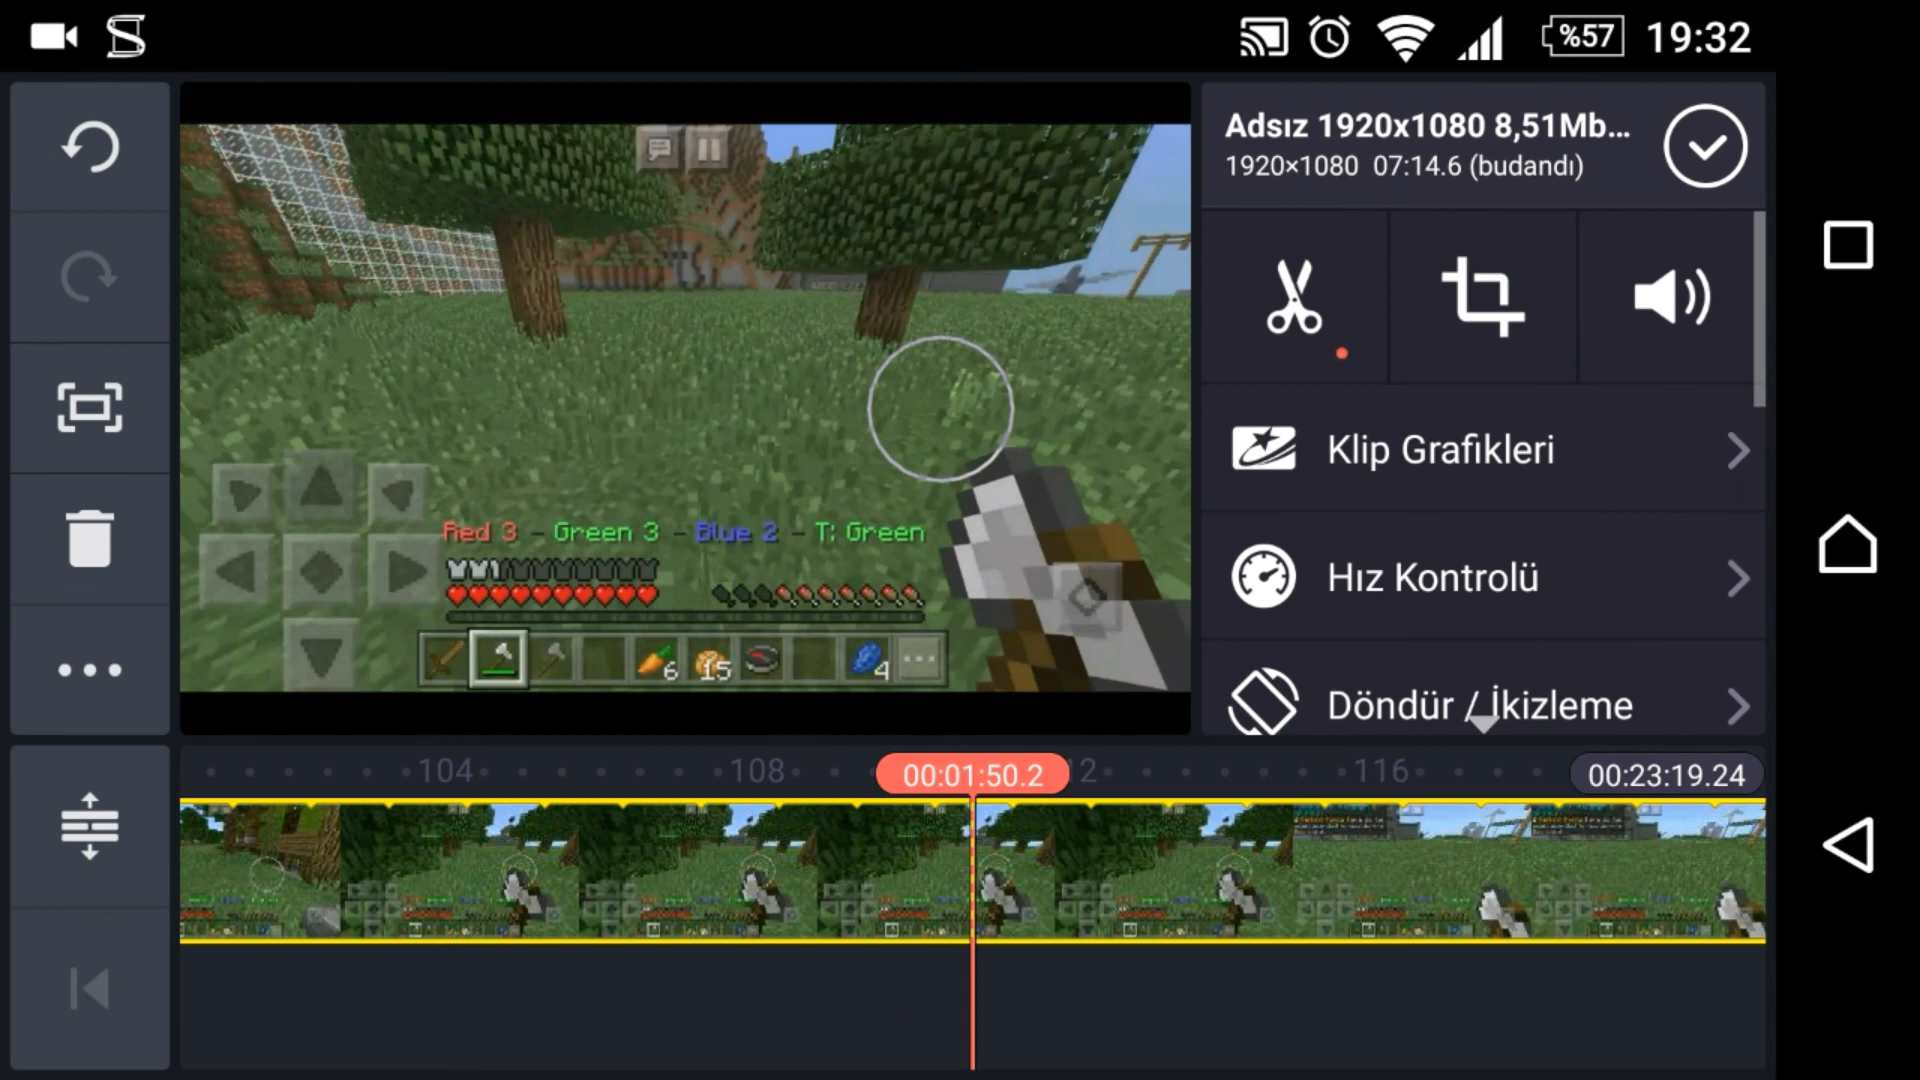 %57 19:32
Adsız 1920x1080 8,51Mb...
1920×1080 07:14.6 (budandı)
Klip Grafikleri
Hız Kontrolü
Döndür / İkizleme
Red 3 - Green 3 - Blue 2 - T: Green
6 15 4
104 108 00:01:50.2 12 116 00:23:19.24